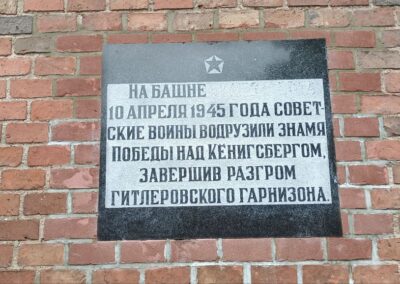 НА БАШНЕ
10 АПРЕЛЯ 1945 ГОДА СОВЕТ-
СКИЕ ВОИНЫ ВОДРУЗИЛИ ЗНАМЯ
ПОБЕДЫ НАД КЕНИГСБЕРГОМ,
ЗАВЕРШИВ РАЗГРОМ
ГИТЛЕРОВСКОГО ГАРНИЗОНА.